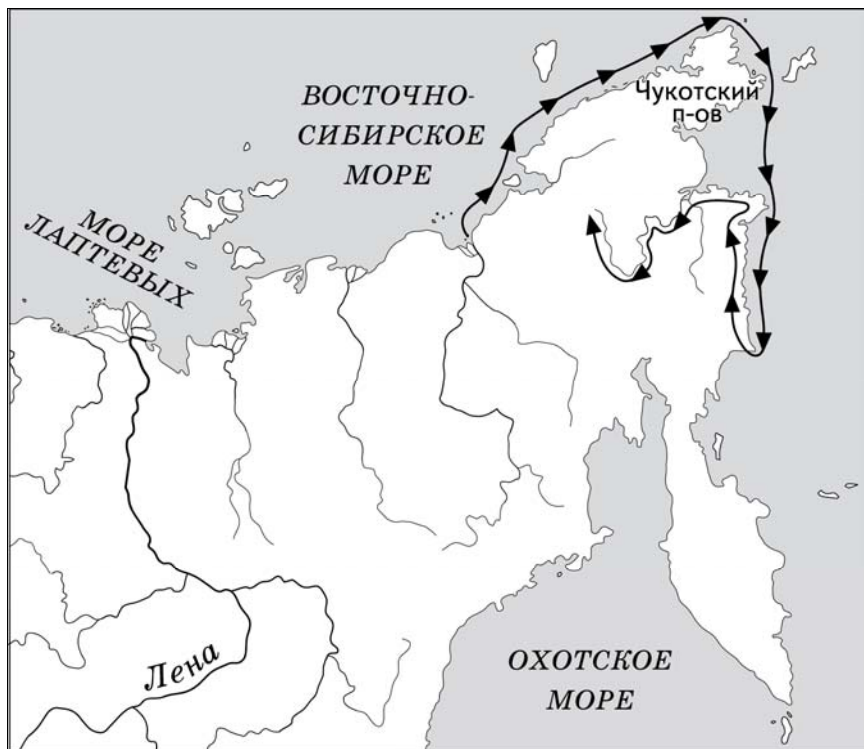 Чукотский
п-ов
ВОСТОЧНО-
СИБИРСКОЕ
МОРЕ
МОРЕ
ЛАПТЕВЫХ
Лена
ОХОТСКОЕ
МОРЕ